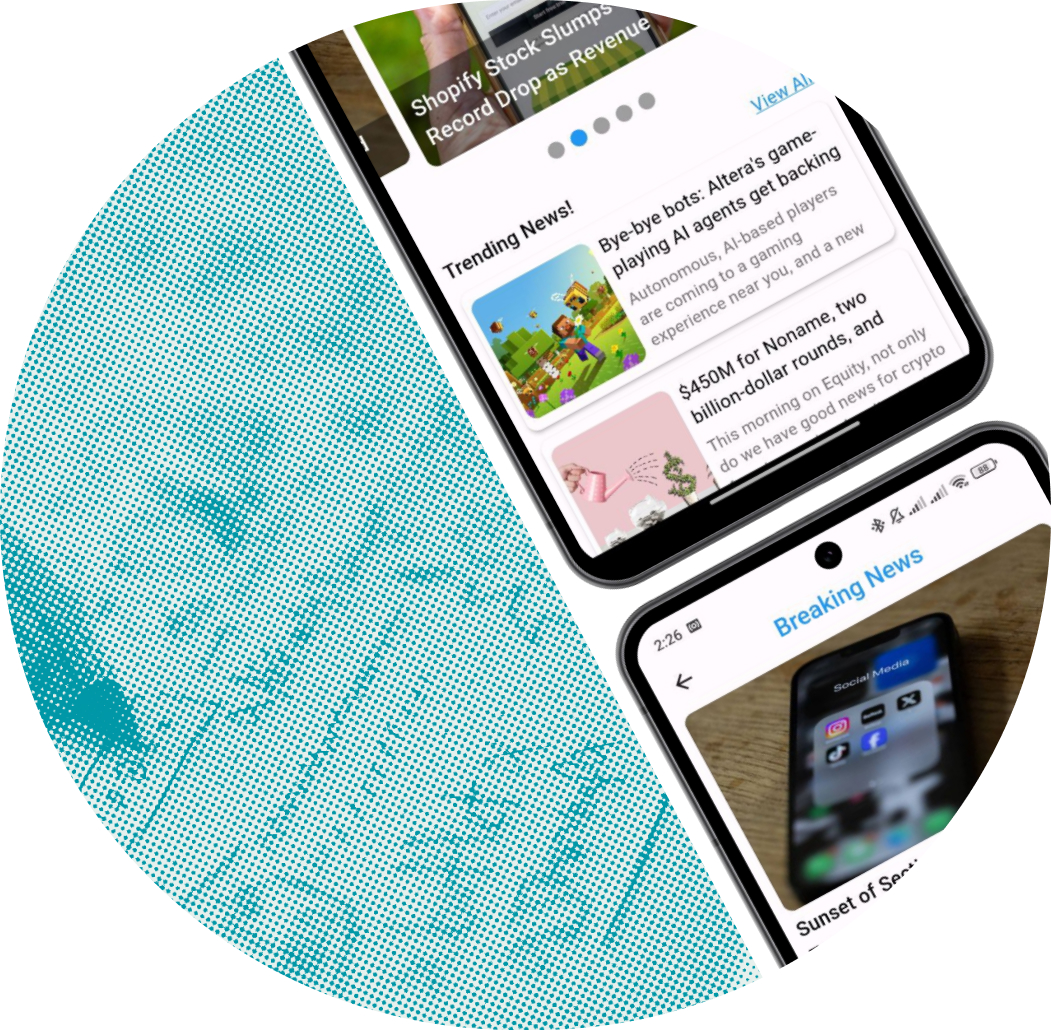 Shopify Stock Slumps
Record Drop as Revenue
View All
Trending News!
Bye-bye bots: Altera's game-
playing AI agents get backing
Autonomous, AI-based players
are coming to a gaming
experience near you, and a new
$450M for Noname, two
billion-dollar rounds, and
This morning on Equity, not only
do we have good news for crypto
88
2:26
Breaking News
Social Media
Sunset of